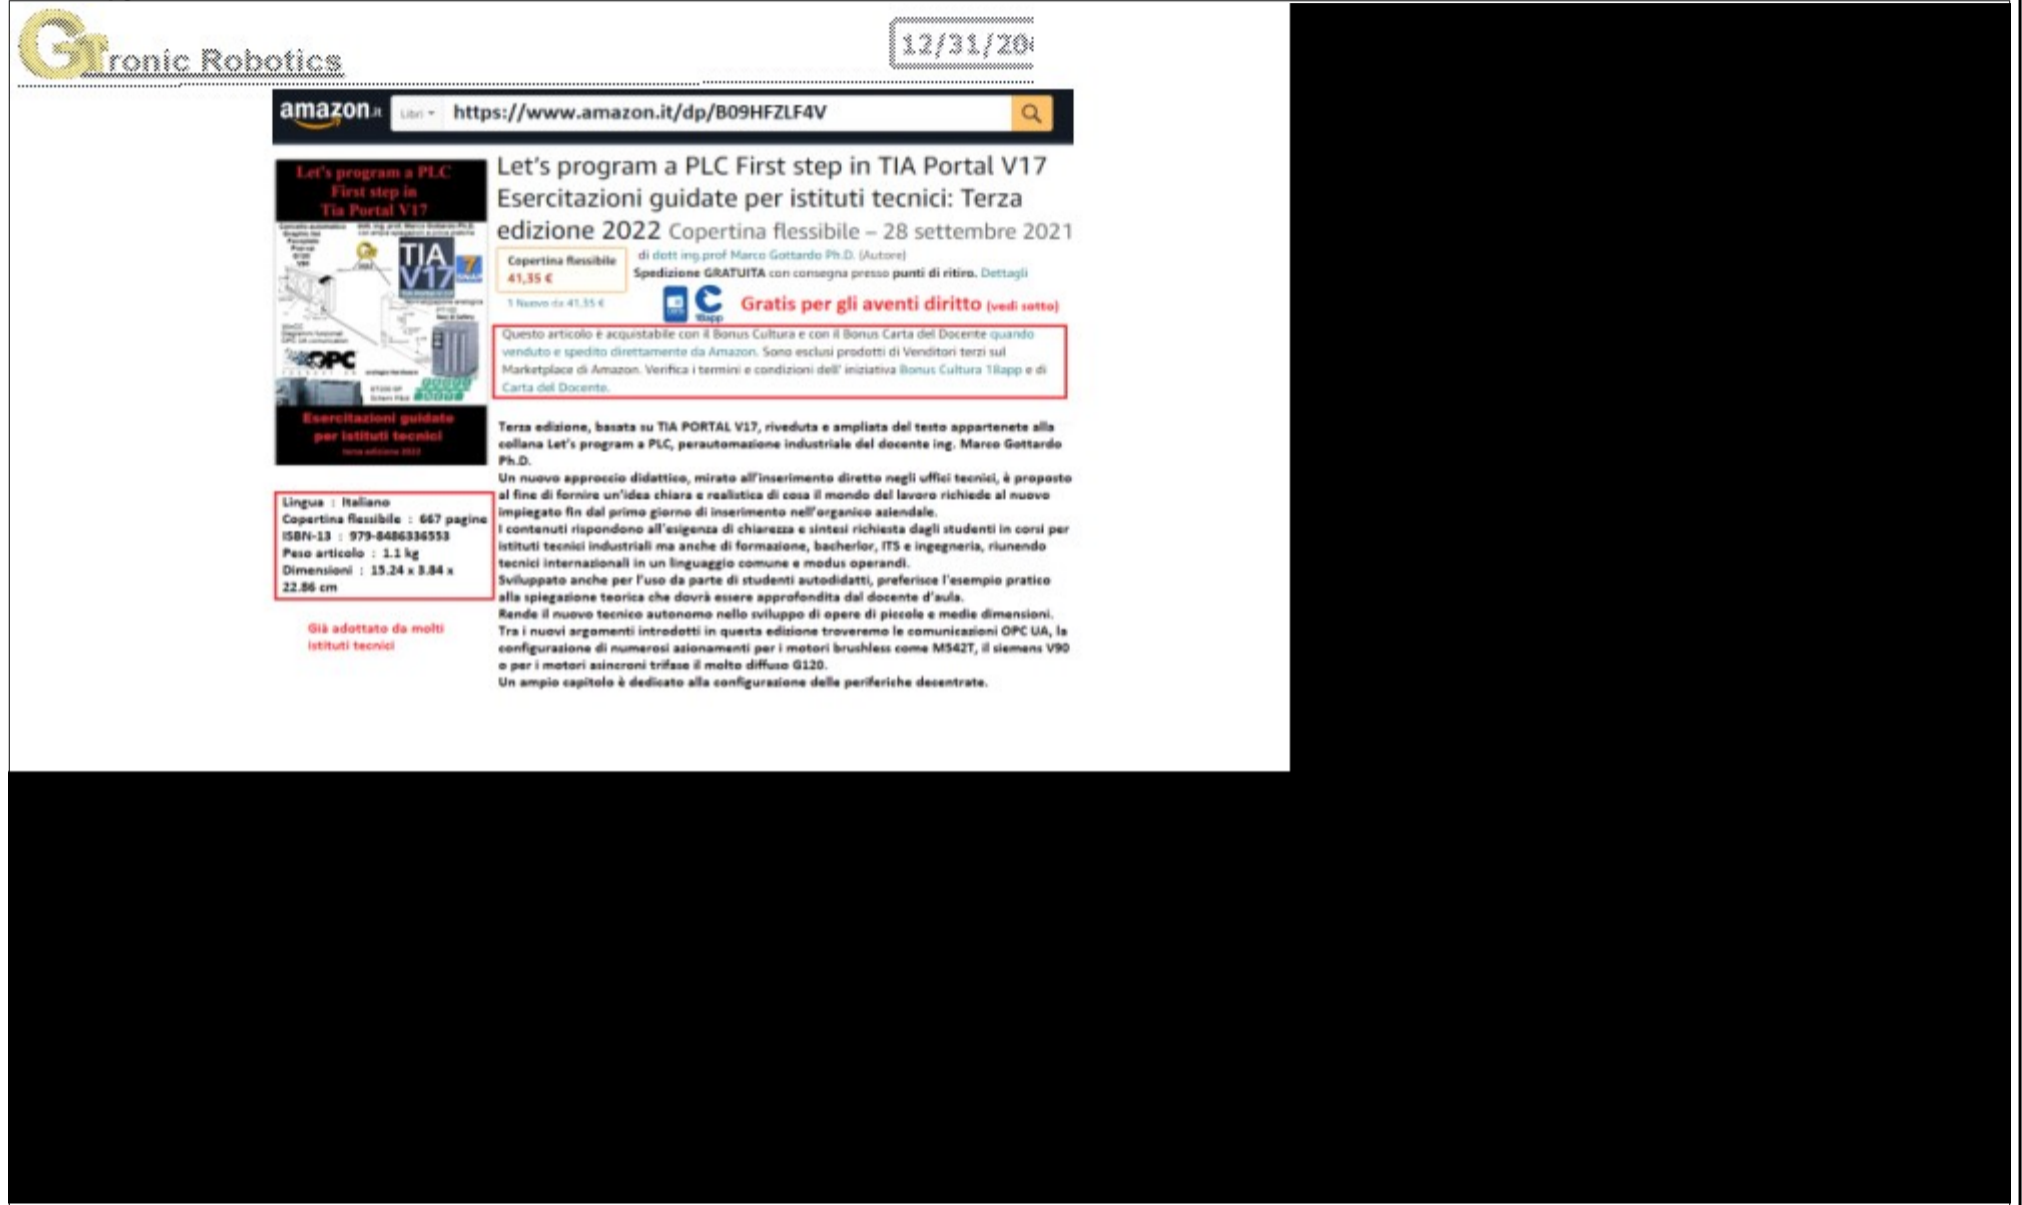 GTronic Robotics
12/31/20
amazon.it
Libri
https://www.amazon.it/dp/B09HFZLF4V
Let's program a PLC
First step in
Tia Portal V17
TIA
V17
OPC
Esercitazioni guidate
per istituti tecnici
terza edizione 2022
Let's program a PLC First step in TIA Portal V17
Esercitazioni guidate per istituti tecnici: Terza
edizione 2022 Copertina flessibile – 28 settembre 2021
di dott ing.prof Marco Gottardo Ph.D. (Autore)
Copertina flessibile
41,35 €
Spedizione GRATUITA con consegna presso punti di ritiro. Dettagli
1 Nuovo da 41,35 €
18app
Gratis per gli aventi diritto (vedi sotto)
Questo articolo è acquistabile con il Bonus Cultura e con il Bonus Carta del Docente quando
venduto e spedito direttamente da Amazon. Sono esclusi prodotti di Venditori terzi sul
Marketplace di Amazon. Verifica i termini e condizioni dell' iniziativa Bonus Cultura 18app e di
Carta del Docente.
Terza edizione, basata su TIA PORTAL V17, riveduta e ampliata del testo appartenete alla
collana Let's program a PLC, perautomazione industriale del docente ing. Marco Gottardo
Ph.D.
Un nuovo approccio didattico, mirato all'inserimento diretto negli uffici tecnici, è proposto
al fine di fornire un'idea chiara e realistica di cosa il mondo del lavoro richiede al nuovo
impiegato fin dal primo giorno di inserimento nell'organico aziendale.
I contenuti rispondono all'esigenza di chiarezza e sintesi richiesta dagli studenti in corsi per
istituti tecnici industriali ma anche di formazione, bacherlor, ITS e ingegneria, riunendo
tecnici internazionali in un linguaggio comune e modus operandi.
Sviluppato anche per l'uso da parte di studenti autodidatti, preferisce l'esempio pratico
alla spiegazione teorica che dovrà essere approfondita dal docente d'aula.
Rende il nuovo tecnico autonomo nello sviluppo di opere di piccole e medie dimensioni.
Tra i nuovi argomenti introdotti in questa edizione troveremo le comunicazioni OPC UA, la
configurazione di numerosi azionamenti per i motori brushless come M542T, il siemens V90
o per i motori asincroni trifase il molto diffuso G120.
Un ampio capitolo è dedicato alla configurazione delle periferiche decentrate.
Lingua : Italiano
Copertina flessibile : 667 pagine
ISBN-13 : 979-8486336553
Peso articolo : 1.1 kg
Dimensioni : 15.24 x 3.84 x
22.86 cm
Già adottato da molti
istituti tecnici